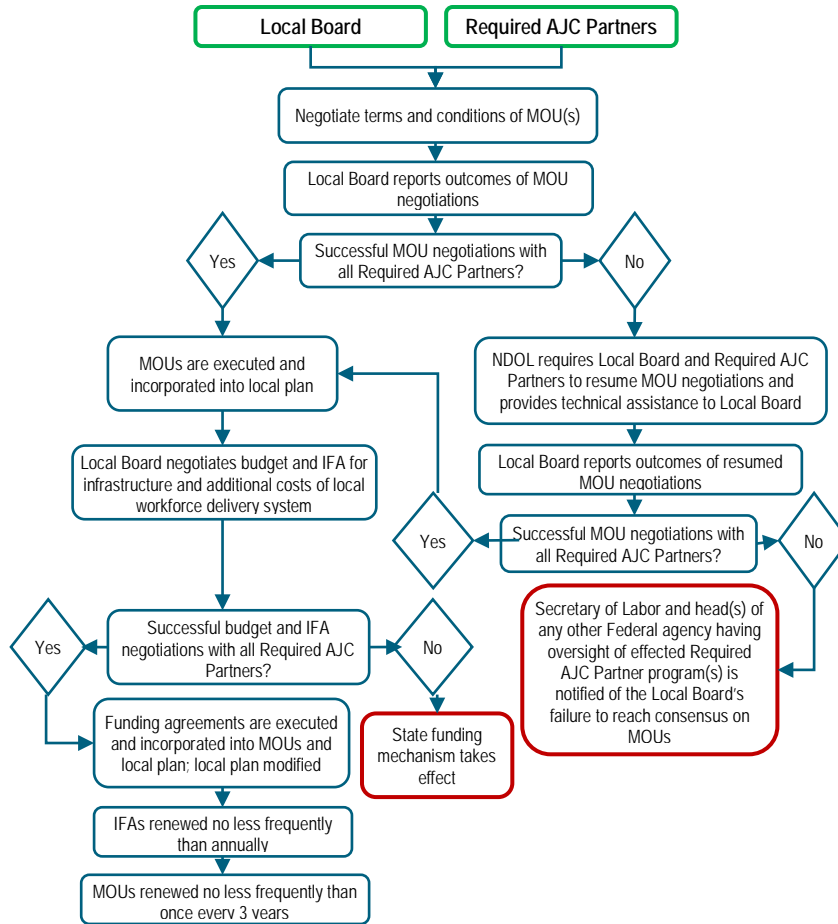 Local Board
Required AJC Partners
Negotiate terms and conditions of MOU(s)
Local Board reports outcomes of MOU
negotiations
Yes
Successful MOU negotiations with
all Required AJC Partners?
No
MOUs are executed and
incorporated into local plan
NDOL requires Local Board and Required AJC
Partners to resume MOU negotiations and
provides technical assistance to Local Board
Local Board negotiates budget and IFA for
infrastructure and additional costs of local
workforce delivery system
Local Board reports outcomes of resumed
MOU negotiations
Yes
Successful MOU negotiations with
all Required AJC Partners?
No
Yes
Successful budget and IFA
negotiations with all Required AJC
Partners?
No
Secretary of Labor and head(s) of
any other Federal agency having
oversight of effected Required
AJC Partner program(s) is
notified of the Local Board's
failure to reach consensus on
MOUs
Funding agreements are executed
and incorporated into MOUs and
local plan; local plan modified
State funding
mechanism takes
effect
IFAs renewed no less frequently
than annually
MOUs renewed no less frequently than
once every 3 years